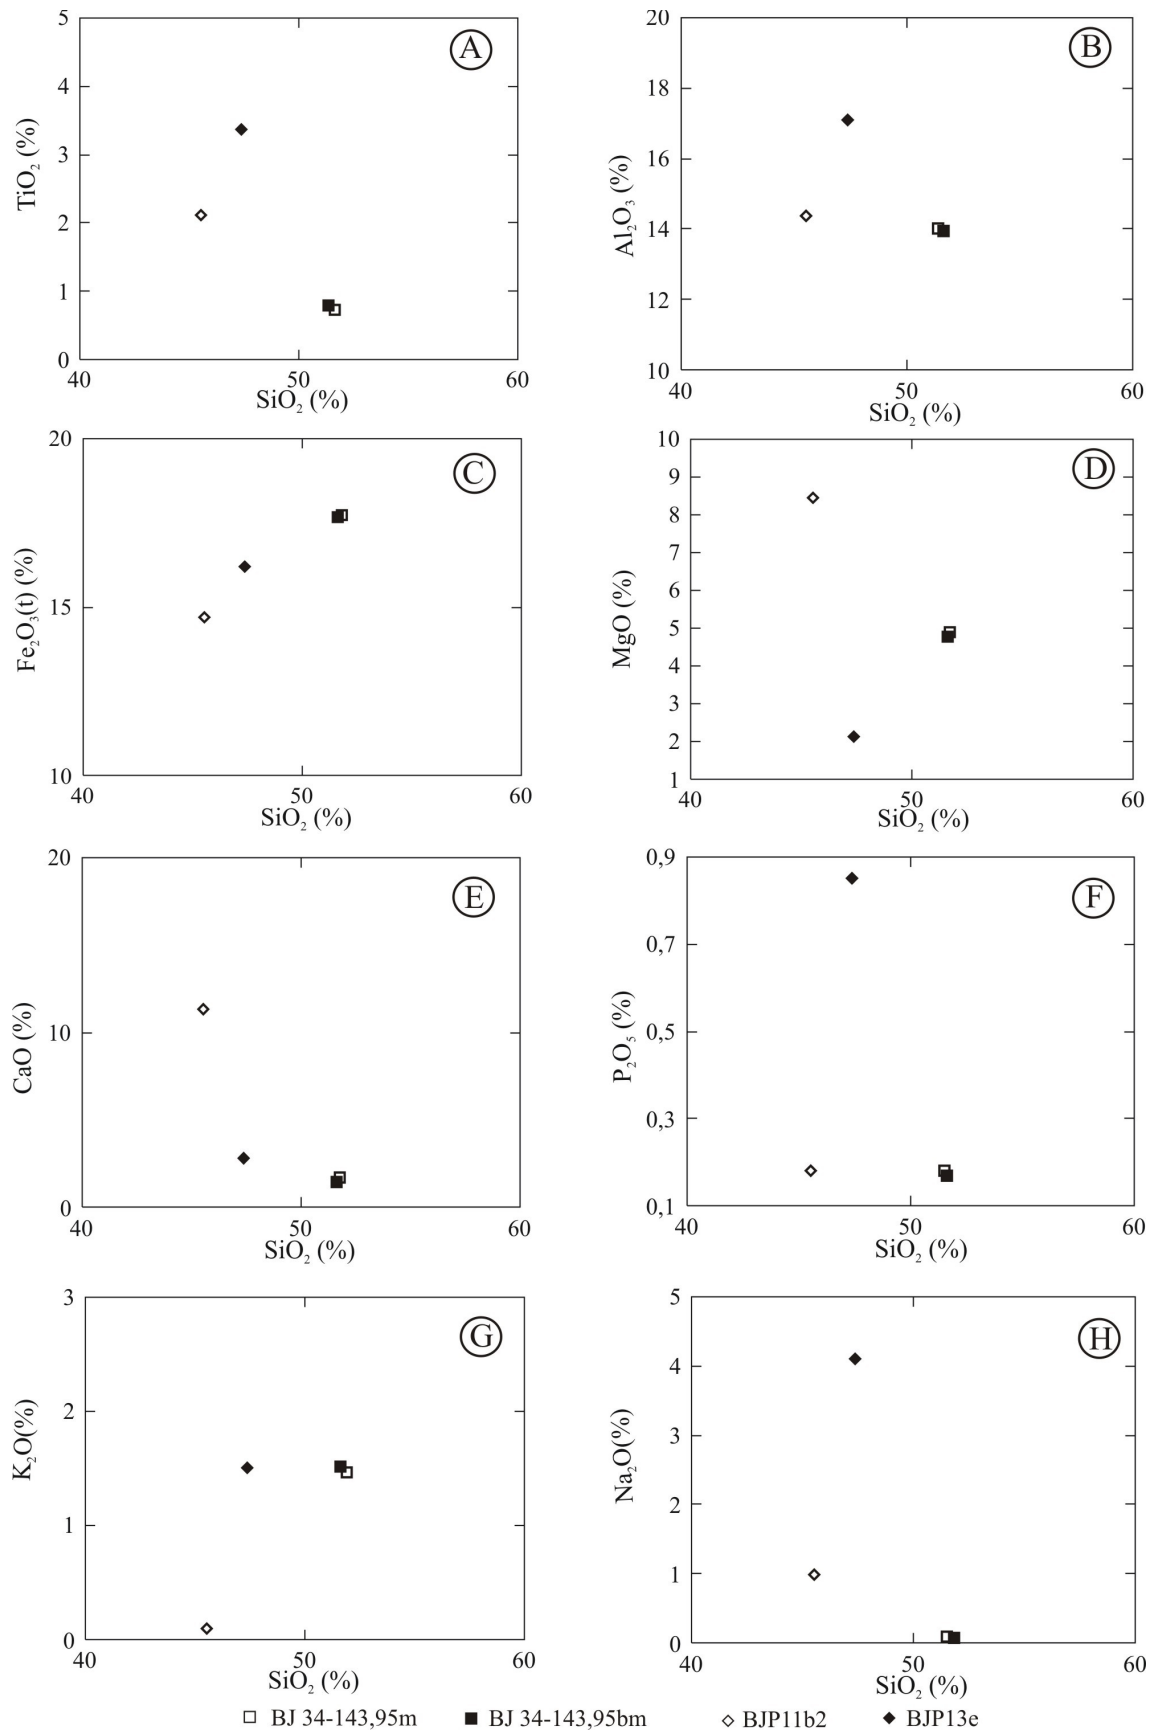 A
5
4
3
2
1
0
TiO₂ (%)
40
50
60
SiO₂ (%)
B
20
18
16
14
12
10
Al₂O₃ (%)
40
50
60
SiO₂ (%)
C
20
15
10
Fe₂O₃(t) (%)
40
50
60
SiO₂ (%)
D
10
9
8
7
6
5
4
3
2
1
MgO (%)
40
50
60
SiO₂ (%)
E
20
10
0
CaO (%)
40
50
60
SiO₂ (%)
F
0,9
0,7
0,5
0,3
0,1
P₂O₅ (%)
40
50
60
SiO₂ (%)
G
3
2
1
0
K₂O(%)
40
50
60
SiO₂ (%)
H
5
4
3
2
1
0
Na₂O(%)
40
50
60
SiO₂ (%)
BJ 34-143,95m
BJ 34-143,95bm
BJP11b2
BJP13e